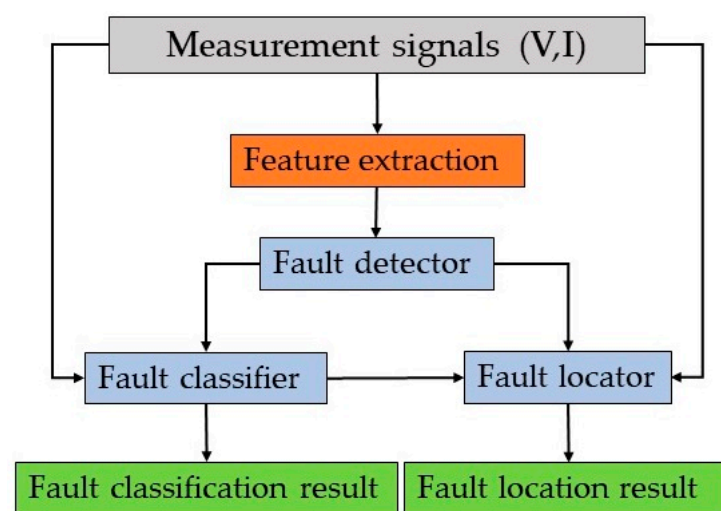 Measurement signals (V,I)
Feature extraction
Fault detector
Fault classifier
Fault locator
Fault classification result
Fault location result